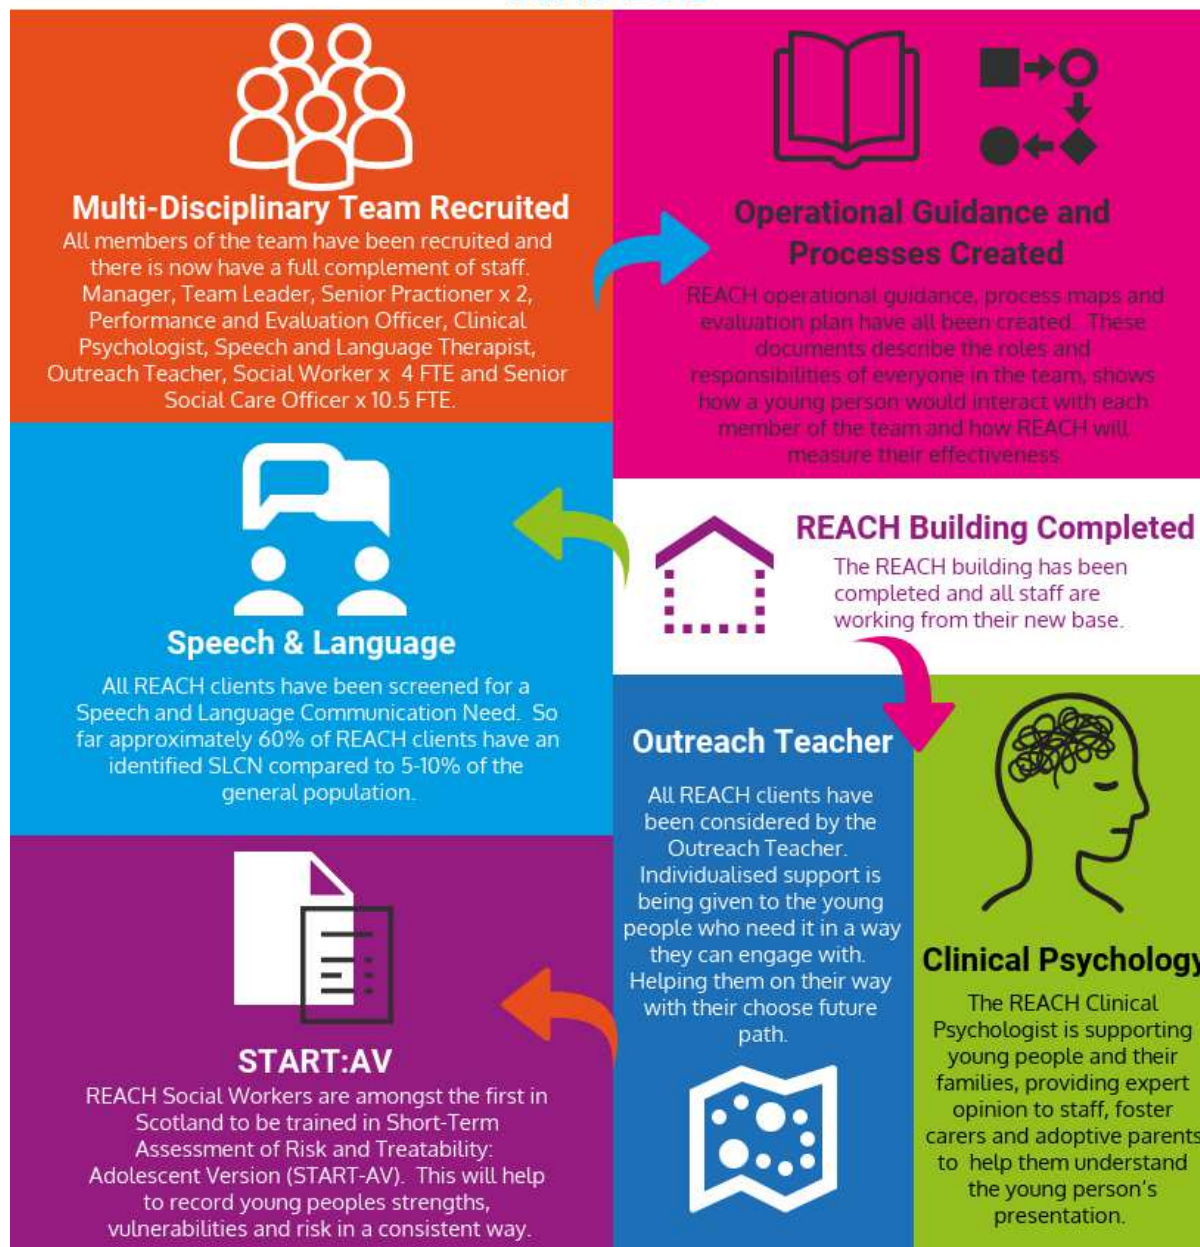 Multi-Disciplinary Team Recruited
All members of the team have been recruited and
there is now have a full complement of staff.
Manager, Team Leader, Senior Practioner x 2,
Performance and Evaluation Officer, Clinical
Psychologist, Speech and Language Therapist,
Outreach Teacher, Social Worker x 4 FTE and Senior
Social Care Officer x 10.5 FTE.
Operational Guidance and
Processes Created
REACH operational guidance, process maps and
evaluation plan have all been created. These
documents describe the roles and
responsibilities of everyone in the team, shows
how a young person would interact with each
member of the team and how REACH will
measure their effectiveness.
REACH Building Completed
The REACH building has been
completed and all staff are
working from their new base.
Speech & Language
All REACH clients have been screened for a
Speech and Language Communication Need. So
far approximately 60% of REACH clients have an
identified SLCN compared to 5-10% of the
general population.
Outreach Teacher
All REACH clients have
been considered by the
Outreach Teacher.
Individualised support is
being given to the young
people who need it in a way
they can engage with.
Helping them on their way
with their choose future
path.
Clinical Psychology
The REACH Clinical
Psychologist is supporting
young people and their
families, providing expert
opinion to staff, foster
carers and adoptive parents
to help them understand
the young person's
presentation.
START:AV
REACH Social Workers are amongst the first in
Scotland to be trained in Short-Term
Assessment of Risk and Treatability:
Adolescent Version (START-AV). This will help
to record young peoples strengths,
vulnerabilities and risk in a consistent way.